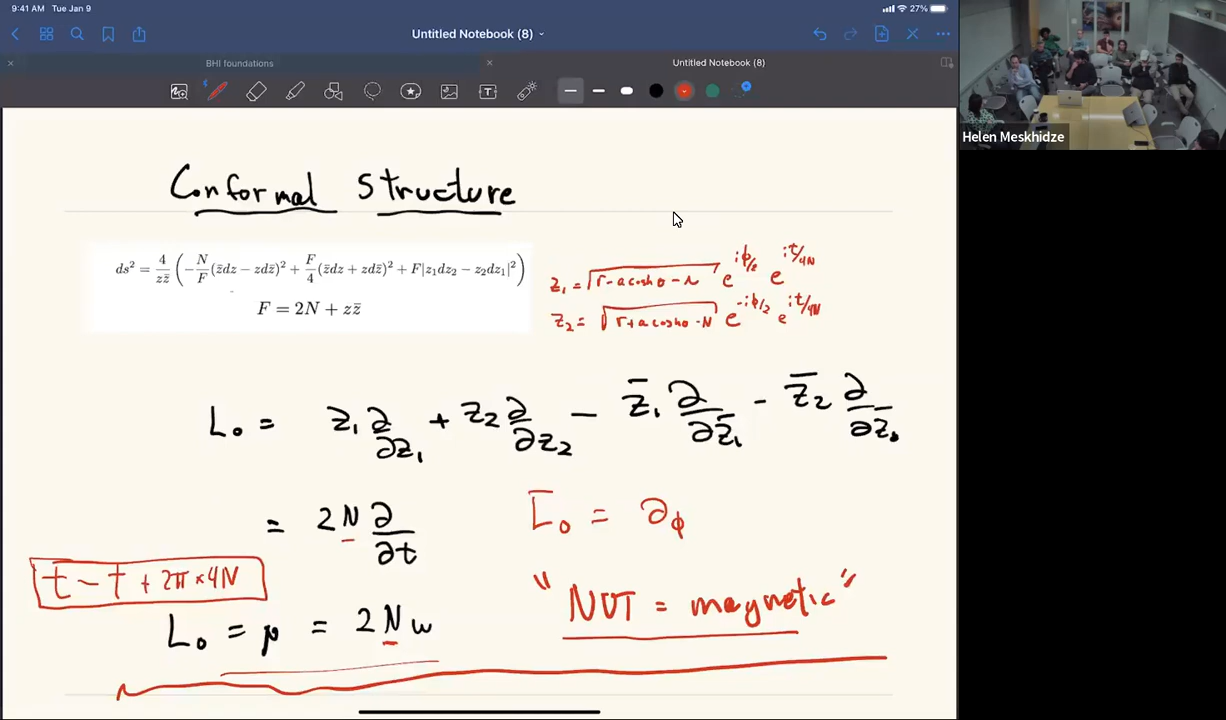 9:41 AM Tue Jan 9
27%
Untitled Notebook (8)
BHI foundations
Untitled Notebook (8)
Helen Meskhidze
Conformal Structure
ds² = 4/(zz̄) (−N/F (z̄dz − zdz̄)² + F/4 (z̄dz + zdz̄)² + F|z₁dz₂ − z₂dz₁|²)
F = 2N + zz̄
z₁ = √(r − a cosh θ − N) e^{iϕ/2} e^{it/4N}
z₂ = √(r + a cosh θ − N) e^{−iϕ/2} e^{it/4N}
L₀ = z₁ ∂/∂z₁ + z₂ ∂/∂z₂ − z̄₁ ∂/∂z̄₁ − z̄₂ ∂/∂z̄₂
= 2N ∂/∂t
L̄₀ = ∂ϕ
t ~ t + 2π × 4N
"NUT = magnetic"
L₀ = p = 2Nω